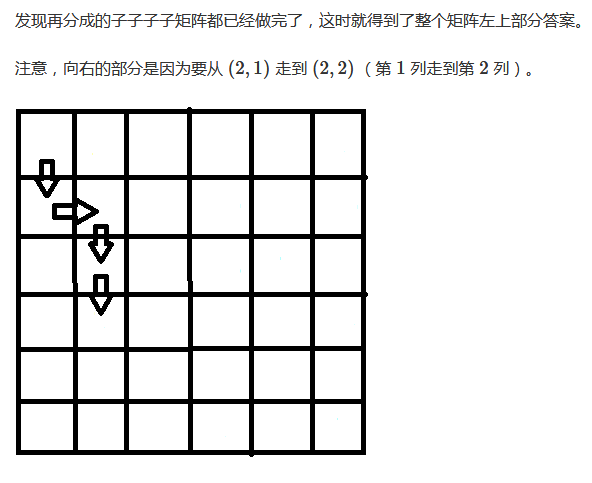 发现再分成的子子子子矩阵都已经做完了，这时就得到了整个矩阵左上部分答案。
注意，向右的部分是因为要从 (2,1) 走到 (2,2)（第 1 列走到第 2 列）。